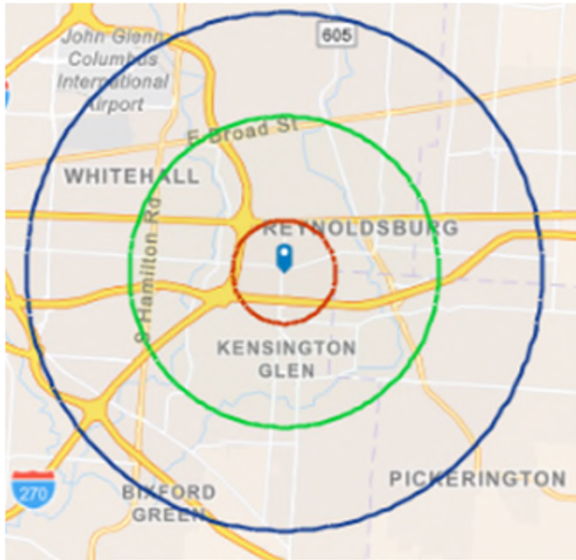 John Glenn
Columbus
International
Airport
605
E Broad St
WHITEHALL
S Hamilton Rd
REYNOLDSBURG
KENSINGTON
GLEN
PICKERINGTON
270
BIXFORD
GREEN